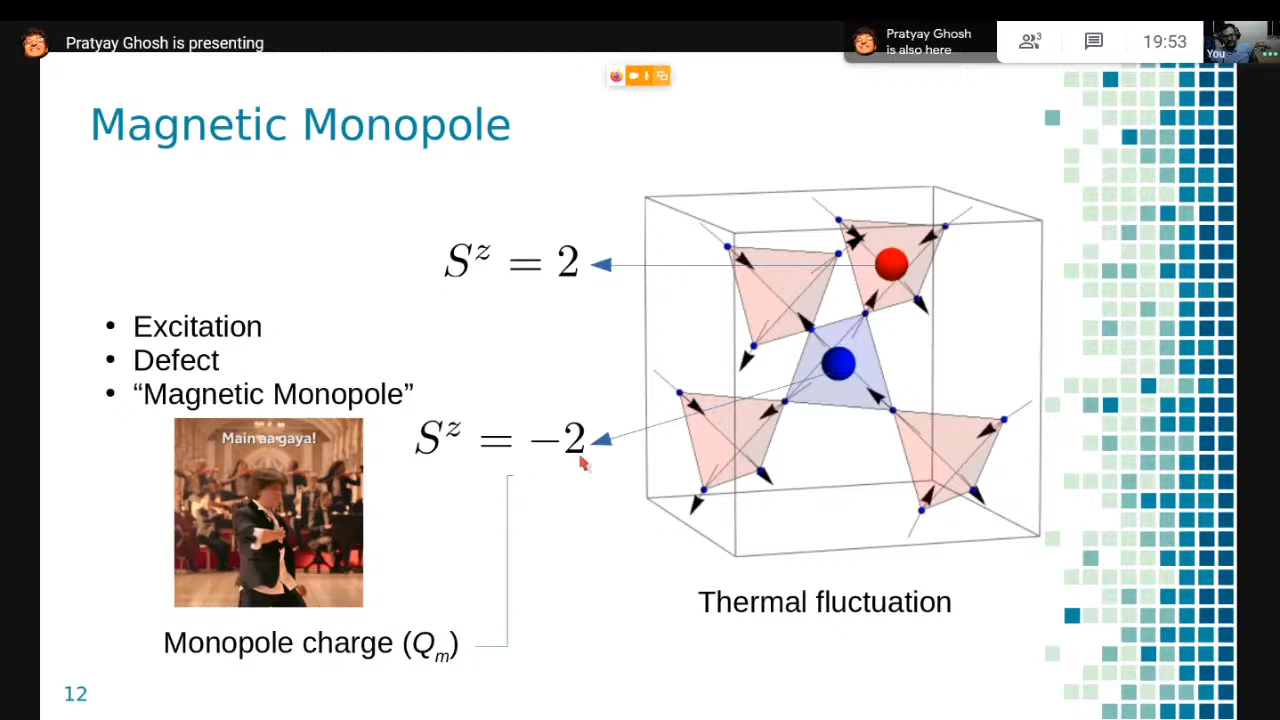 Pratyay Ghosh is presenting
Pratyay Ghosh
is also here
3
19:53
You
Magnetic Monopole
S^z = 2
• Excitation
• Defect
• “Magnetic Monopole”
S^z = −2
Main aa gaya!
Thermal fluctuation
Monopole charge (Q_m)
12